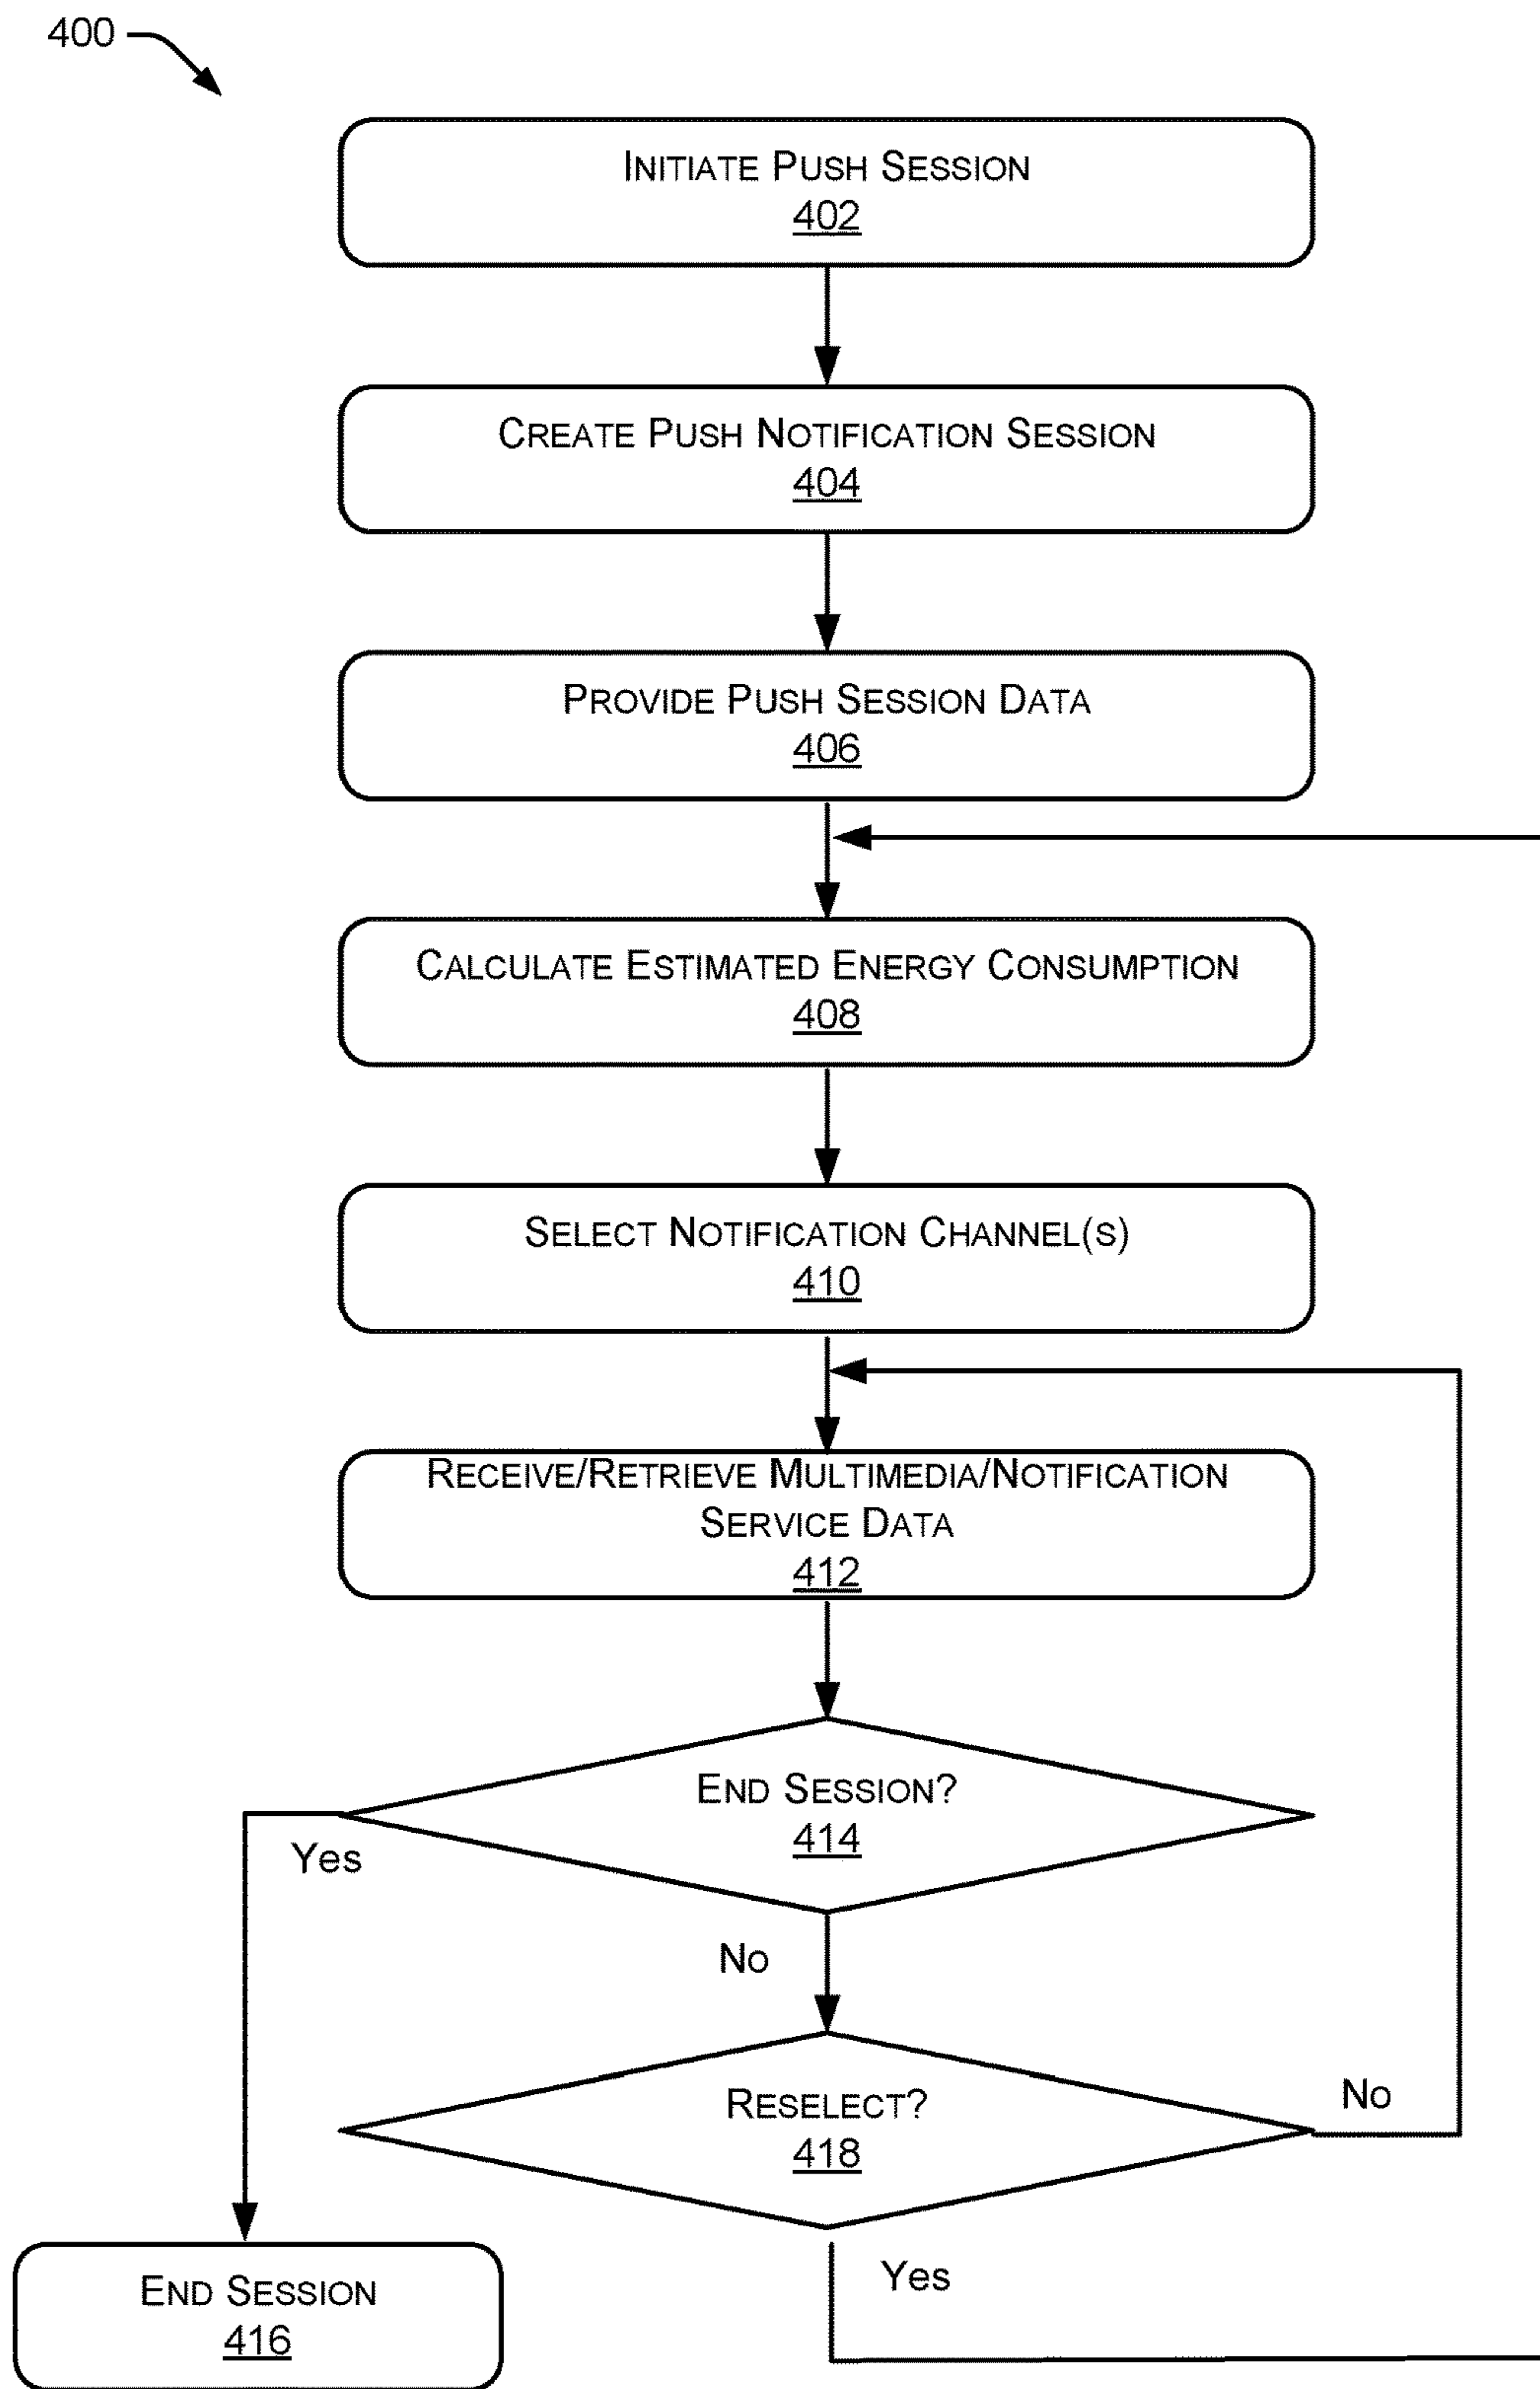 400
Initiate Push Session
402
Create Push Notification Session
404
Provide Push Session Data
406
Calculate Estimated Energy Consumption
408
Select Notification Channel(s)
410
Receive/Retrieve Multimedia/Notification
Service Data
412
End Session?
414
Yes
No
Reselect?
418
No
Yes
End Session
416